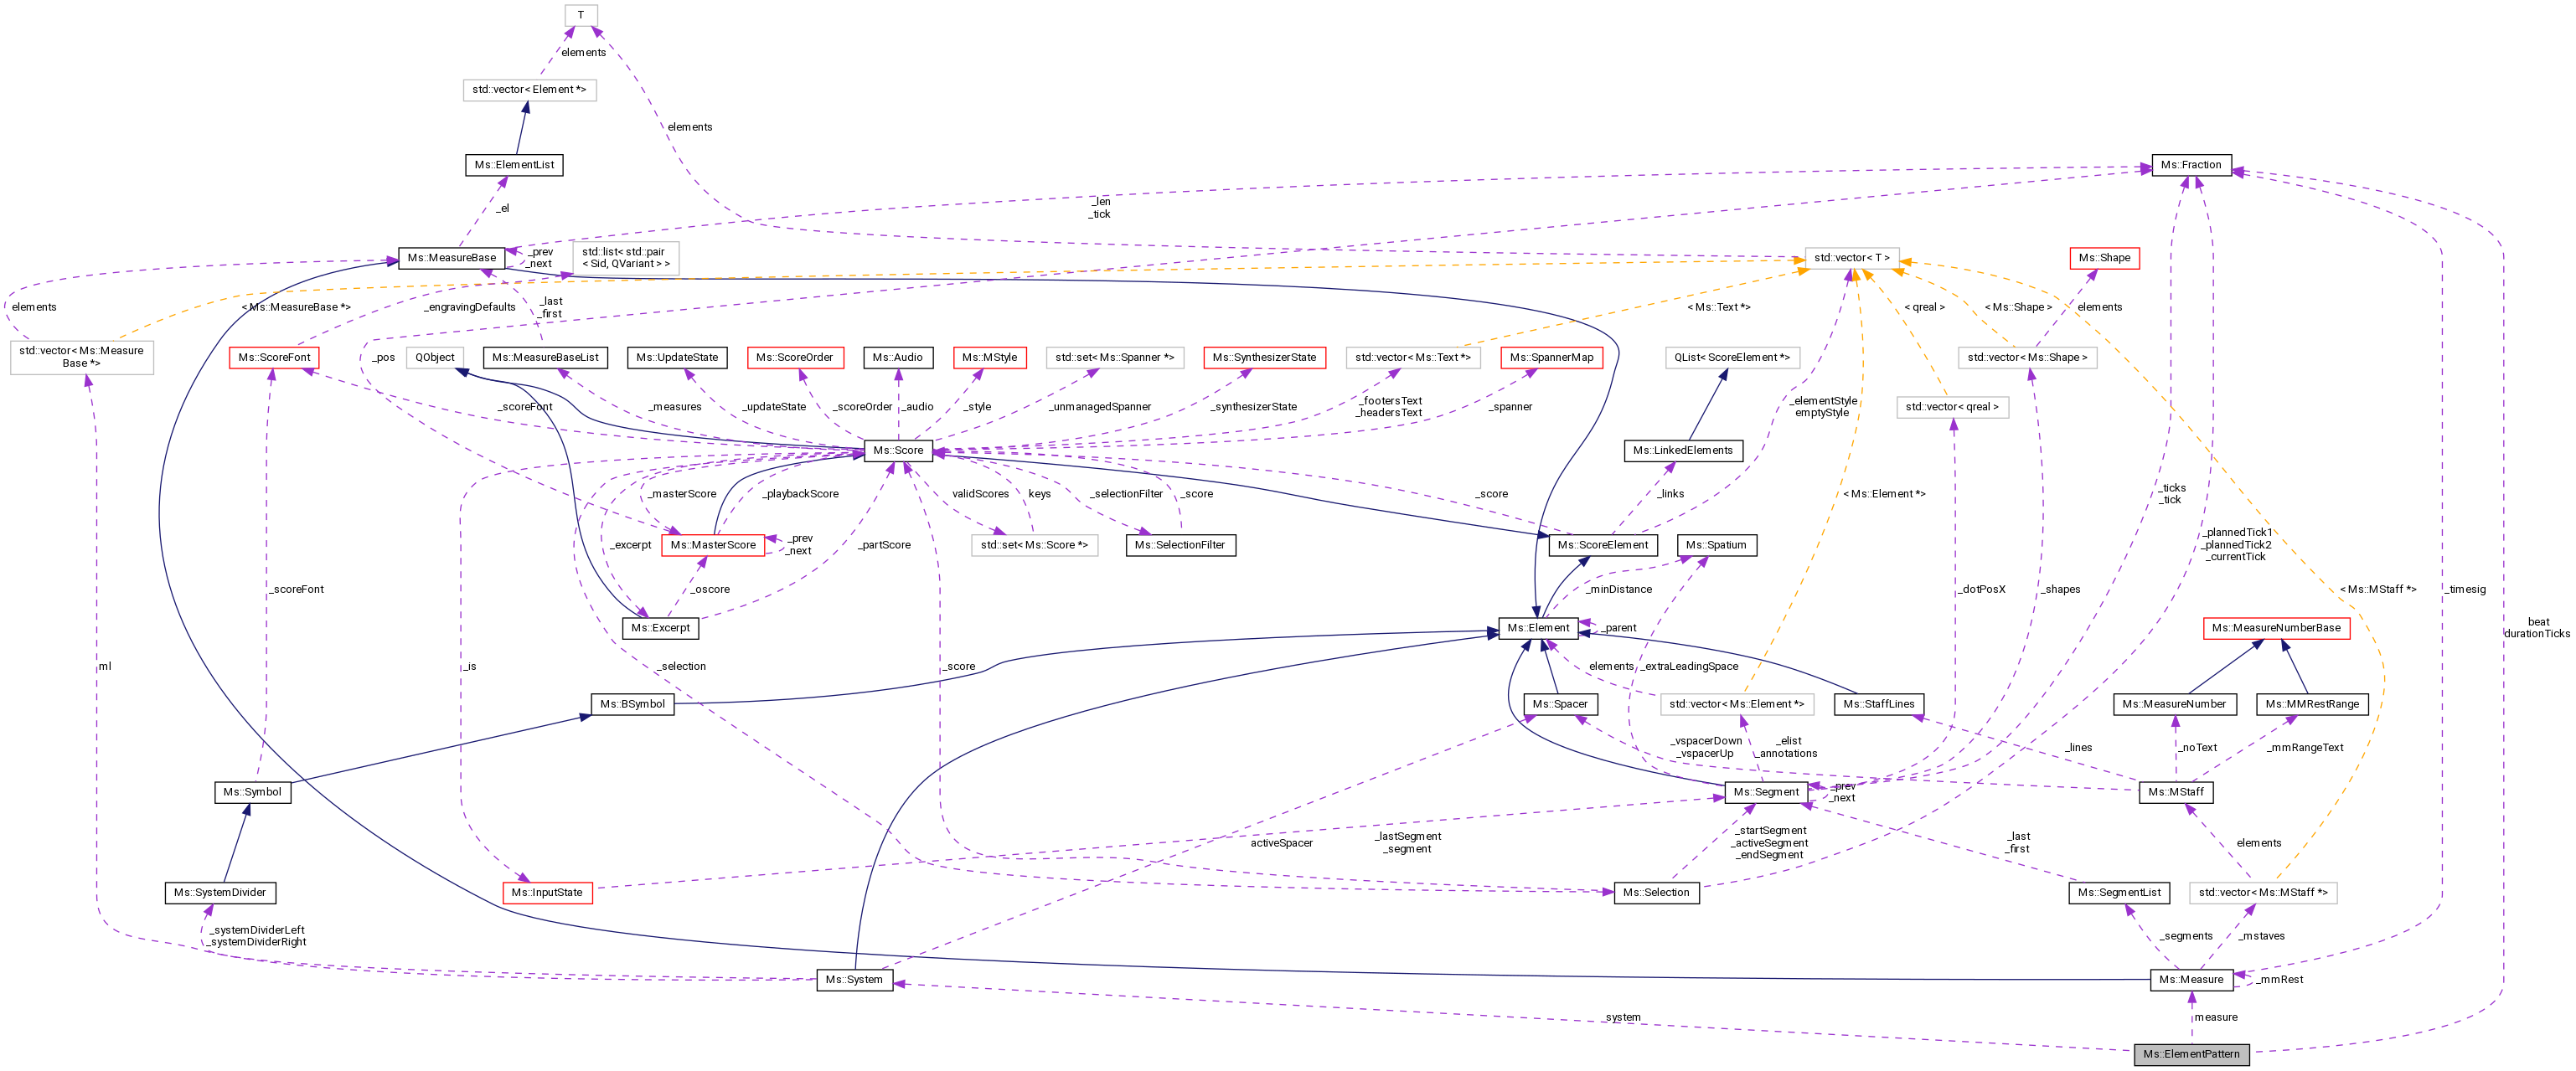 T
elements
std::vector< Element *>
elements
Ms::ElementList
Ms::Fraction
_el
_len
_tick
Ms::MeasureBase
_prev
_next
std::list< std::pair
< Sid, QVariant > >
std::vector< T >
Ms::Shape
elements
< Ms::MeasureBase *>
_engravingDefaults
_last
_first
< Ms::Text *>
< qreal >
< Ms::Shape >
elements
std::vector< Ms::Measure
Base *>
Ms::ScoreFont
_pos
QObject
Ms::MeasureBaseList
Ms::UpdateState
Ms::ScoreOrder
Ms::Audio
Ms::MStyle
std::set< Ms::Spanner *>
Ms::SynthesizerState
std::vector< Ms::Text *>
Ms::SpannerMap
QList< ScoreElement *>
std::vector< Ms::Shape >
_scoreFont
_measures
_updateState
_scoreOrder
_audio
_style
_unmanagedSpanner
_synthesizerState
_footersText
_headersText
_spanner
_elementStyle
emptyStyle
std::vector< qreal >
Ms::Score
Ms::LinkedElements
_masterScore
_playbackScore
validScores
keys
_selectionFilter
_score
_score
_links
< Ms::Element *>
_ticks
_tick
_excerpt
Ms::MasterScore
_prev
_next
_partScore
std::set< Ms::Score *>
Ms::SelectionFilter
Ms::ScoreElement
Ms::Spatium
_plannedTick1
_plannedTick2
_currentTick
_scoreFont
_oscore
_minDistance
_dotPosX
_shapes
_timesig
< Ms::MStaff *>
Ms::Excerpt
Ms::Element
_parent
Ms::MeasureNumberBase
beat
durationTicks
ml
_is
_selection
_score
elements
_extraLeadingSpace
Ms::BSymbol
Ms::Spacer
std::vector< Ms::Element *>
Ms::StaffLines
Ms::MeasureNumber
Ms::MMRestRange
_vspacerDown
_vspacerUp
_elist
_annotations
_lines
_noText
_mmRangeText
Ms::Symbol
Ms::Segment
_prev
_next
Ms::MStaff
activeSpacer
_lastSegment
_segment
_startSegment
_activeSegment
_endSegment
_last
_first
elements
Ms::SystemDivider
Ms::InputState
Ms::Selection
Ms::SegmentList
std::vector< Ms::MStaff *>
_systemDividerLeft
_systemDividerRight
_segments
_mstaves
Ms::System
Ms::Measure
_mmRest
system
measure
Ms::ElementPattern